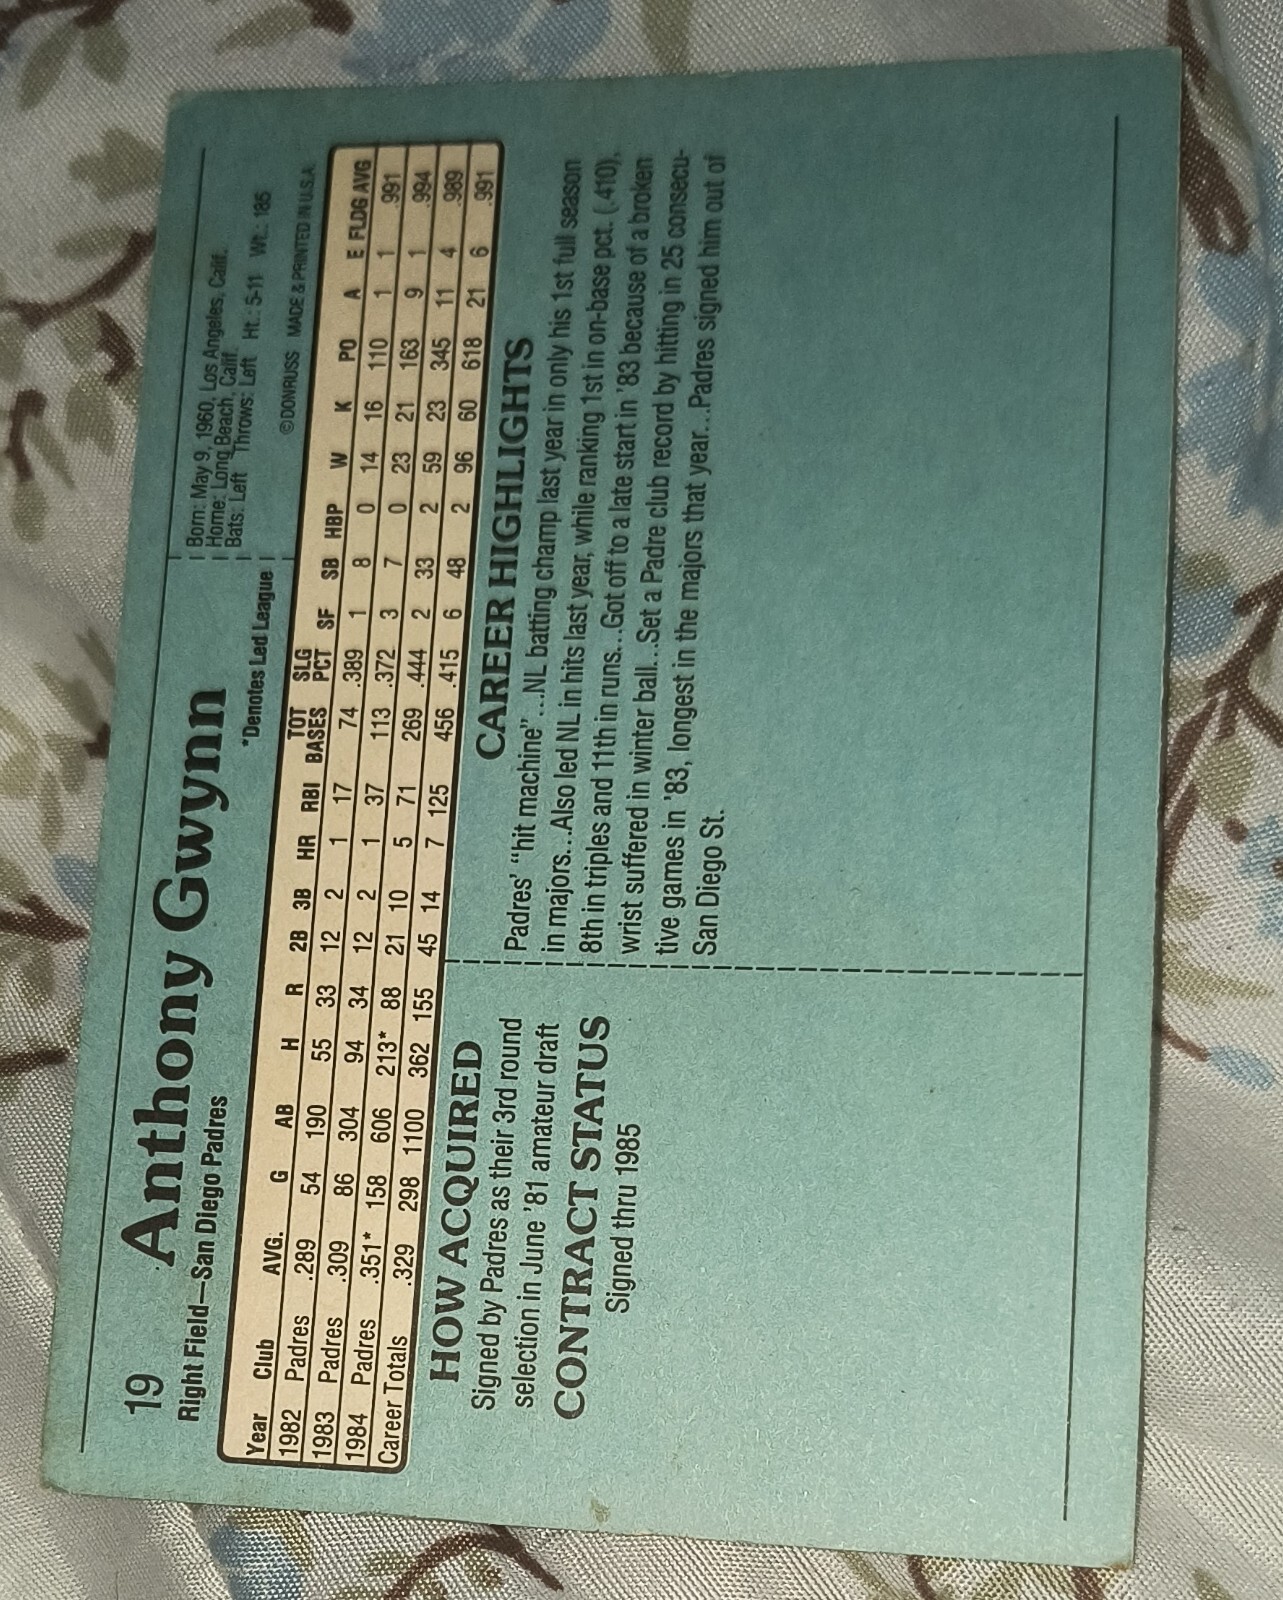 19
Anthony Gwynn
Right Field—San Diego Padres
*Denotes Led League
Born: May 9, 1960, Los Angeles, Calif.
Home: Long Beach, Calif.
Bats: Left Throws: Left Ht.: 5-11 Wt.: 185
©DONRUSS MADE & PRINTED IN U.S.A.
Year Club AVG. G AB H R 2B 3B HR RBI TOT BASES SLG PCT SF SB HBP W K PO A E FLDG AVG
1982 Padres .289 54 190 55 33 12 2 1 17 74 .389 1 8 0 14 16 110 1 1 .991
1983 Padres .309 86 304 94 34 12 2 1 37 113 .372 3 7 0 23 21 163 9 1 .994
1984 Padres .351* 158 606 213* 88 21 10 5 71 269 .444 2 33 2 59 23 345 11 4 .989
Career Totals .329 298 1100 362 155 45 14 7 125 456 .415 6 48 2 96 60 618 21 6 .991
HOW ACQUIRED
Signed by Padres as their 3rd round
selection in June '81 amateur draft
CONTRACT STATUS
Signed thru 1985
CAREER HIGHLIGHTS
Padres' "hit machine"...NL batting champ last year in only his 1st full season
in majors...Also led NL in hits last year, while ranking 1st in on-base pct. (.410),
8th in triples and 11th in runs...Got off to a late start in '83 because of a broken
wrist suffered in winter ball...Set a Padre club record by hitting in 25 consecu-
tive games in '83, longest in the majors that year...Padres signed him out of
San Diego St.